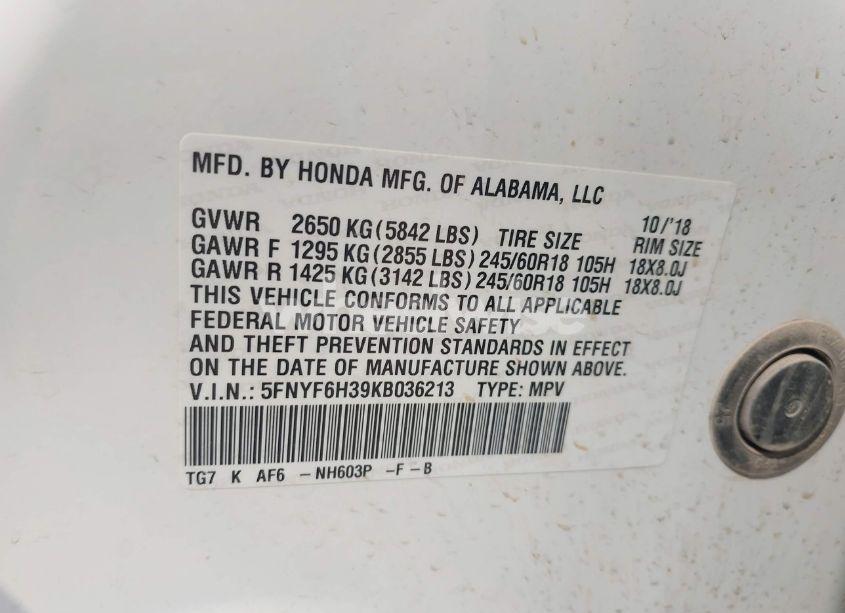 MFD. BY HONDA MFG. OF ALABAMA, LLC
10/'18
GVWR 2650 KG (5842 LBS) TIRE SIZE RIM SIZE
GAWR F 1295 KG (2855 LBS) 245/60R18 105H 18X8.0J
GAWR R 1425 KG (3142 LBS) 245/60R18 105H 18X8.0J
THIS VEHICLE CONFORMS TO ALL APPLICABLE
FEDERAL MOTOR VEHICLE SAFETY
AND THEFT PREVENTION STANDARDS IN EFFECT
ON THE DATE OF MANUFACTURE SHOWN ABOVE.
V.I.N.: 5FNYF6H39KB036213 TYPE: MPV
TG7 K AF6 -NH603P -F-B